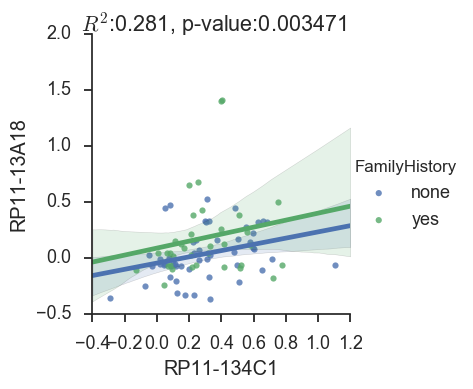 R²:0.281, p-value:0.003471
2.0
1.5
1.0
0.5
0.0
−0.5
RP11-13A18
−0.4 −0.2 0.0 0.2 0.4 0.6 0.8 1.0 1.2
RP11-134C1
FamilyHistory
none
yes